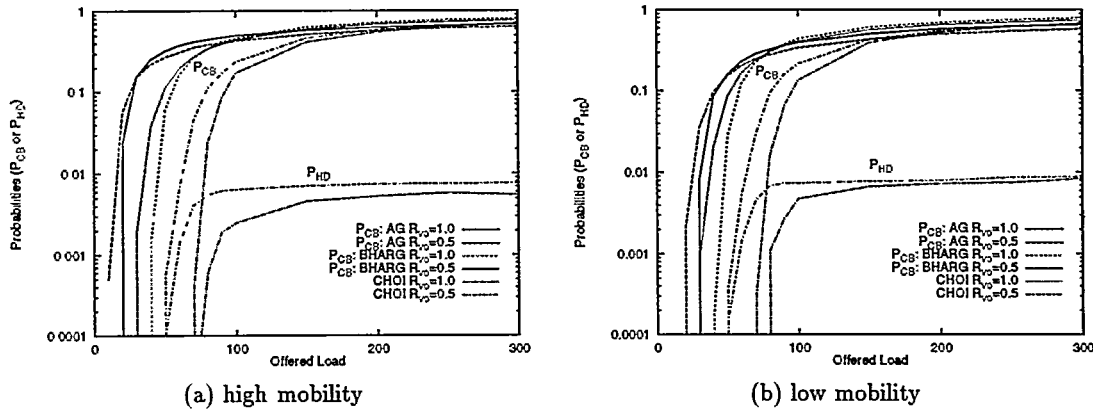 1
0.1
0.01
0.001
0 0001
0
100
200
300
Probabilities (P_CB or P_HD)
Offered Load
P_CB
P_HD
P_CB: AG R_vo=1.0
P_CB: AG R_vo=0.5
P_CB: BHARG R_vo=1.0
P_CB: BHARG R_vo=0.5
CHOI R_vo=1.0
CHOI R_vo=0.5
(a) high mobility
1
0.1
0.01
0.001
0.0001
0
100
200
300
Probabilities (P_CB or P_HD)
Offered Load
P_CB
P_HD
P_CB: AG R_vo=1.0
P_CB: AG R_vo=0.5
P_CB: BHARG R_vo=1.0
P_CB: BHARG R_vo=0.5
CHOI R_vo=1.0
CHOI R_vo=0.5
(b) low mobility